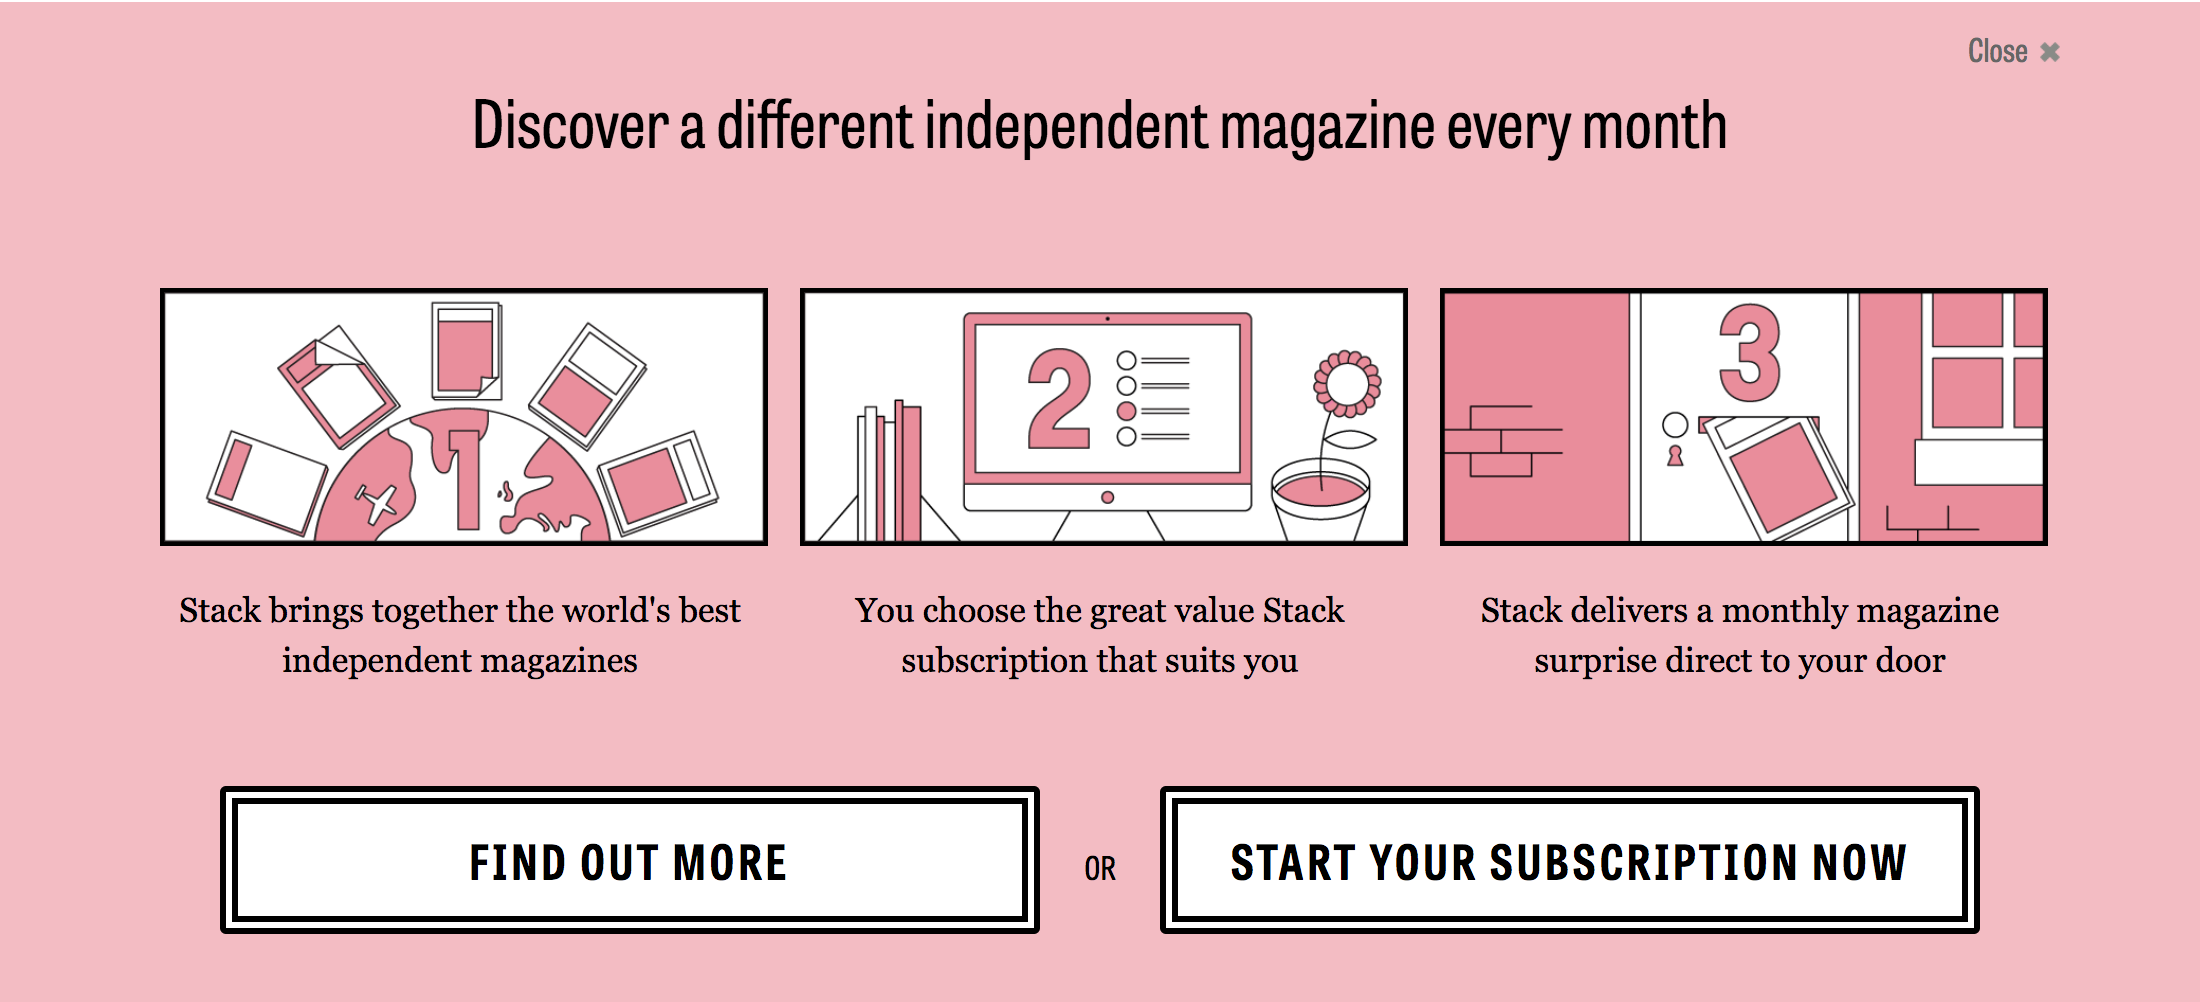 Close ✖
Discover a different independent magazine every month
1
2
3
Stack brings together the world's best
independent magazines
You choose the great value Stack
subscription that suits you
Stack delivers a monthly magazine
surprise direct to your door
FIND OUT MORE
OR
START YOUR SUBSCRIPTION NOW